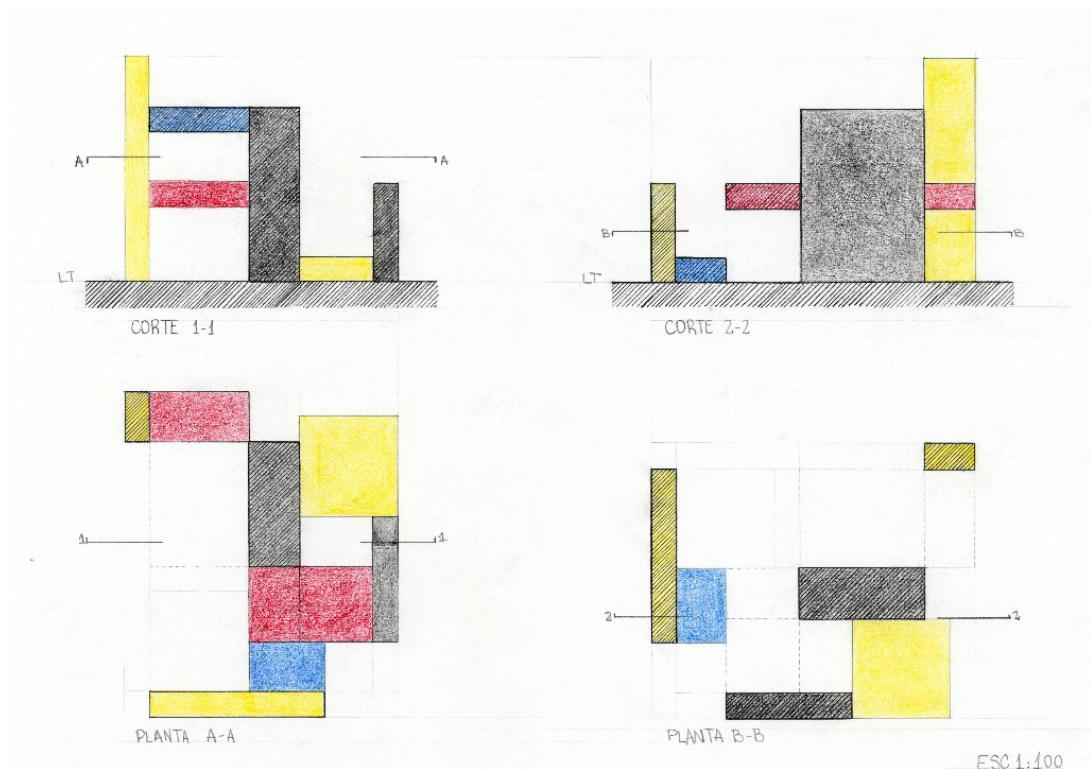 A A
LT
CORTE 1-1
B B
LT
CORTE 2-2
1 1
PLANTA A-A
2 2
PLANTA B-B
ESC 1:100